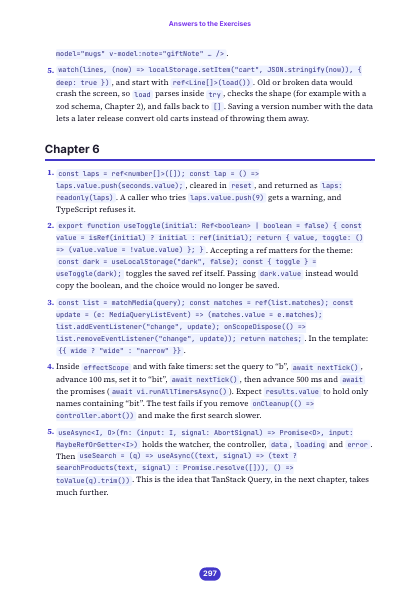 Answers to the Exercises
model="mugs" v-model:note="giftNote" … />.
5. watch(lines, (now) => localStorage.setItem("cart", JSON.stringify(now)), {
deep: true }), and start with ref<Line[]>(load()). Old or broken data would
crash the screen, so load parses inside try, checks the shape (for example with a
zod schema, Chapter 2), and falls back to []. Saving a version number with the data
lets a later release convert old carts instead of throwing them away.
Chapter 6
1. const laps = ref<number[]>([]); const lap = () =>
laps.value.push(seconds.value);, cleared in reset, and returned as laps:
readonly(laps). A caller who tries laps.value.push(9) gets a warning, and
TypeScript refuses it.
2. export function useToggle(initial: Ref<boolean> | boolean = false) { const
value = isRef(initial) ? initial : ref(initial); return { value, toggle: ()
=> (value.value = !value.value) }; }. Accepting a ref matters for the theme:
const dark = useLocalStorage("dark", false); const { toggle } =
useToggle(dark); toggles the saved ref itself. Passing dark.value instead would
copy the boolean, and the choice would no longer be saved.
3. const list = matchMedia(query); const matches = ref(list.matches); const
update = (e: MediaQueryListEvent) => (matches.value = e.matches);
list.addEventListener("change", update); onScopeDispose(() =>
list.removeEventListener("change", update)); return matches;. In the template:
{{ wide ? "wide" : "narrow" }}.
4. Inside effectScope and with fake timers: set the query to “b”, await nextTick(),
advance 100 ms, set it to “bit”, await nextTick(), then advance 500 ms and await
the promises (await vi.runAllTimersAsync()). Expect results.value to hold only
names containing “bit”. The test fails if you remove onCleanup(() =>
controller.abort()) and make the first search slower.
5. useAsync<I, O>(fn: (input: I, signal: AbortSignal) => Promise<O>, input:
MaybeRefOrGetter<I>) holds the watcher, the controller, data, loading and error.
Then useSearch = (q) => useAsync((text, signal) => (text ?
searchProducts(text, signal) : Promise.resolve([])), () =>
toValue(q).trim()). This is the idea that TanStack Query, in the next chapter, takes
much further.
297